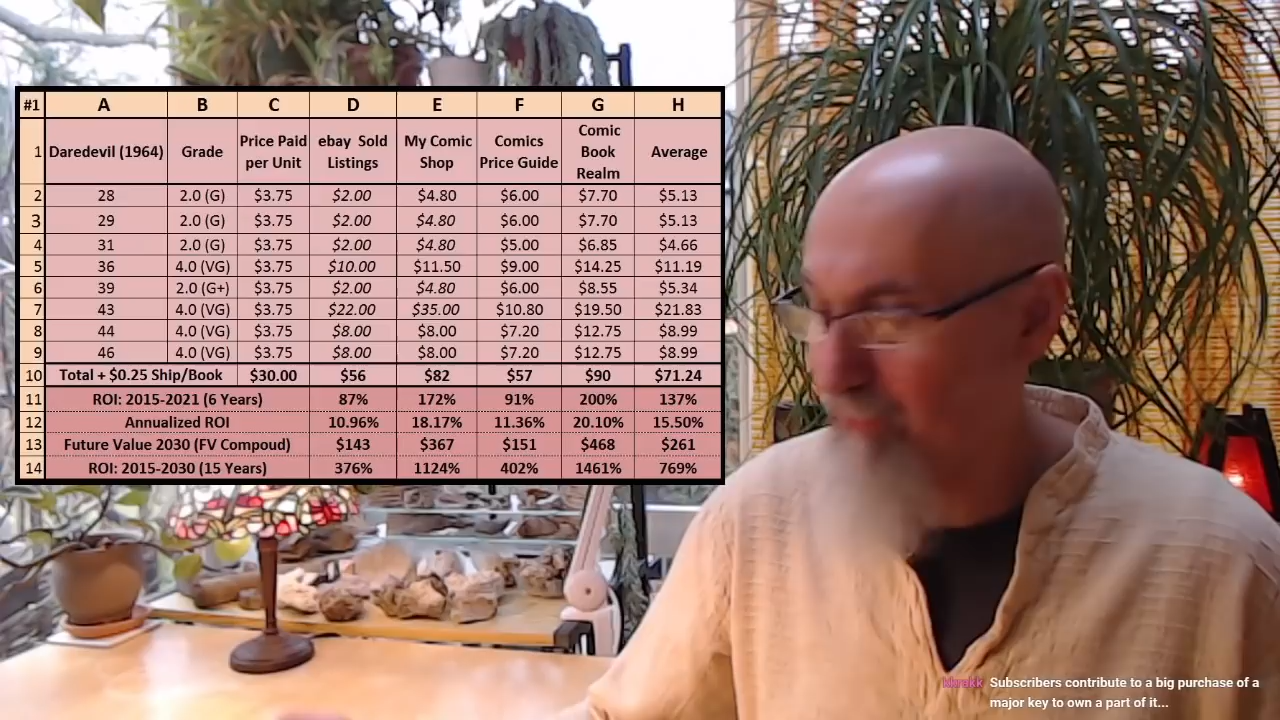 #1 A B C D E F G H
1 Daredevil (1964) Grade Price Paid per Unit ebay Sold Listings My Comic Shop Comics Price Guide Comic Book Realm Average
2 28 2.0 (G) $3.75 $2.00 $4.80 $6.00 $7.70 $5.13
3 29 2.0 (G) $3.75 $2.00 $4.80 $6.00 $7.70 $5.13
4 31 2.0 (G) $3.75 $2.00 $4.80 $5.00 $6.85 $4.66
5 36 4.0 (VG) $3.75 $10.00 $11.50 $9.00 $14.25 $11.19
6 39 2.0 (G+) $3.75 $2.00 $4.80 $6.00 $8.55 $5.34
7 43 4.0 (VG) $3.75 $22.00 $35.00 $10.80 $19.50 $21.83
8 44 4.0 (VG) $3.75 $8.00 $8.00 $7.20 $12.75 $8.99
9 46 4.0 (VG) $3.75 $8.00 $8.00 $7.20 $12.75 $8.99
10 Total + $0.25 Ship/Book $30.00 $56 $82 $57 $90 $71.24
11 ROI: 2015-2021 (6 Years) 87% 172% 91% 200% 137%
12 Annualized ROI 10.96% 18.17% 11.36% 20.10% 15.50%
13 Future Value 2030 (FV Compoud) $143 $367 $151 $468 $261
14 ROI: 2015-2030 (15 Years) 376% 1124% 402% 1461% 769%
Subscribers contribute to a big purchase of a
major key to own a part of it...